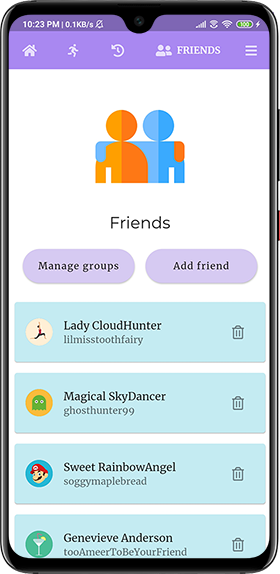 10:23 PM | 0.1KB/s
100
FRIENDS
Friends
Manage groups
Add friend
Lady CloudHunter
lilmisstoothfairy
Magical SkyDancer
ghosthunter99
Sweet RainbowAngel
soggymaplebread
Genevieve Anderson
tooAmeerToBeYourFriend